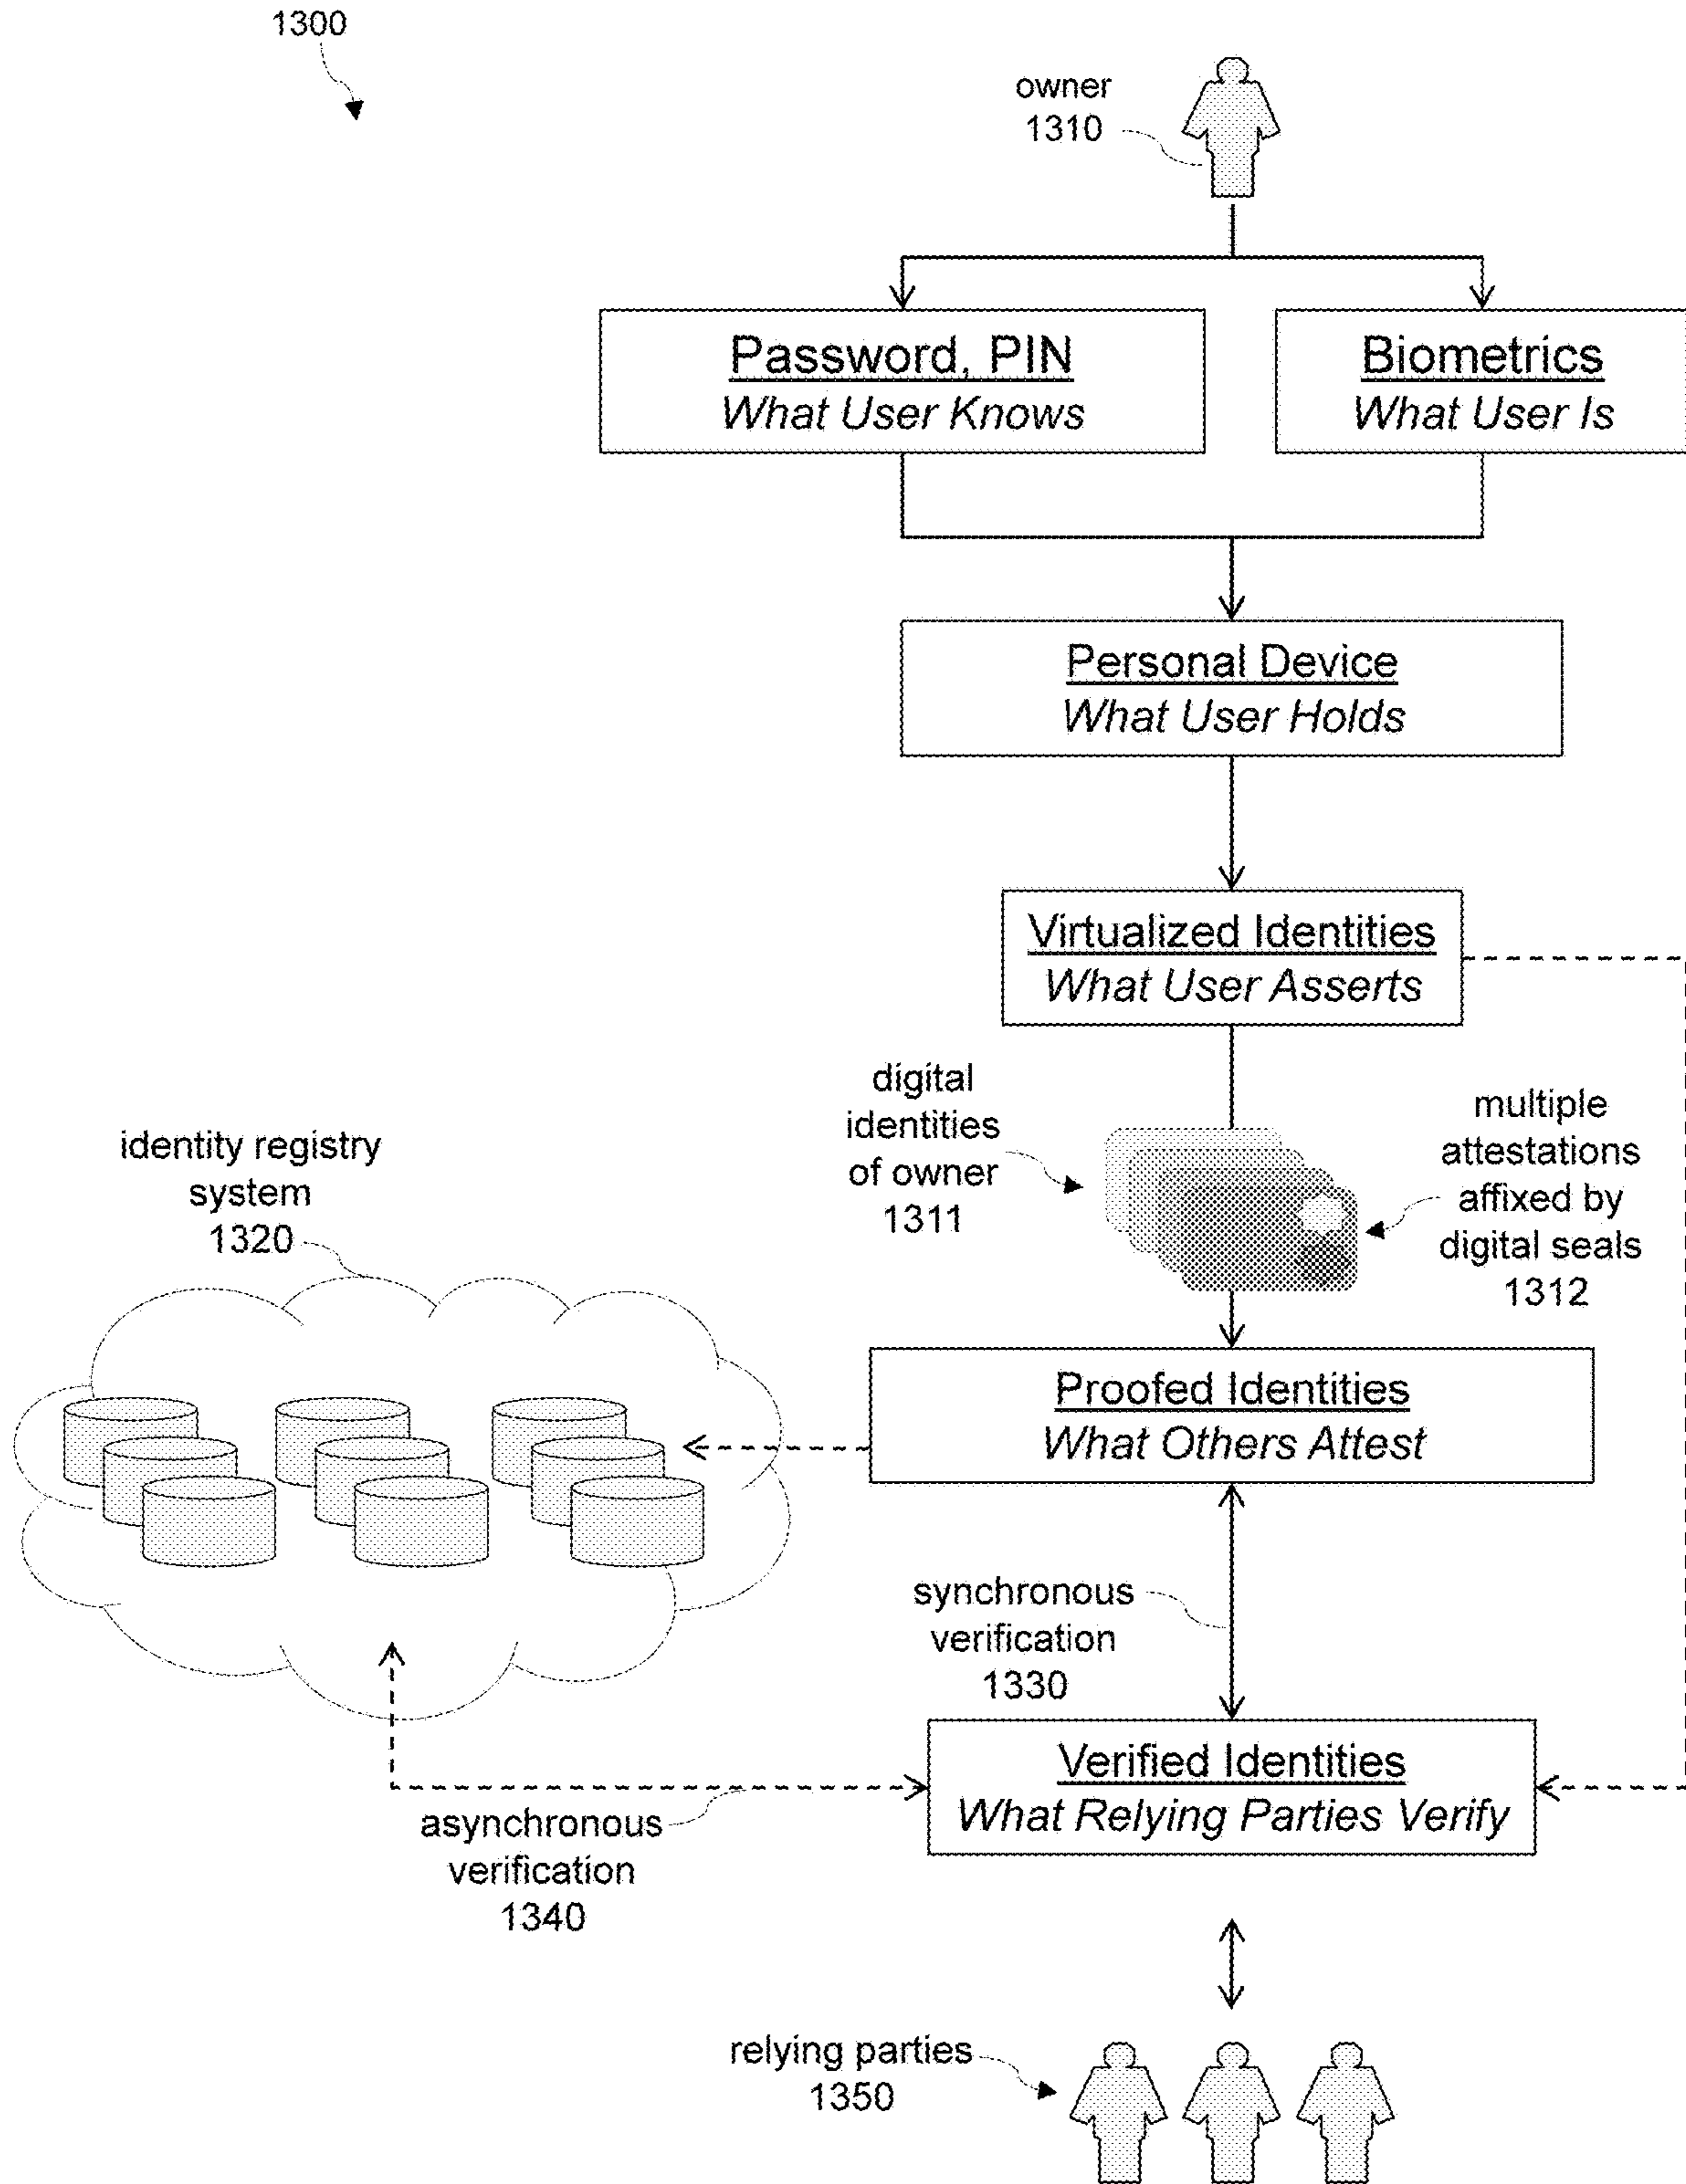 1300
owner
1310
Password, PIN
What User Knows
Biometrics
What User Is
Personal Device
What User Holds
Virtualized Identities
What User Asserts
digital
identities
of owner
1311
multiple
attestations
affixed by
digital seals
1312
identity registry
system
1320
Proofed Identities
What Others Attest
synchronous
verification
1330
Verified Identities
What Relying Parties Verify
asynchronous
verification
1340
relying parties
1350